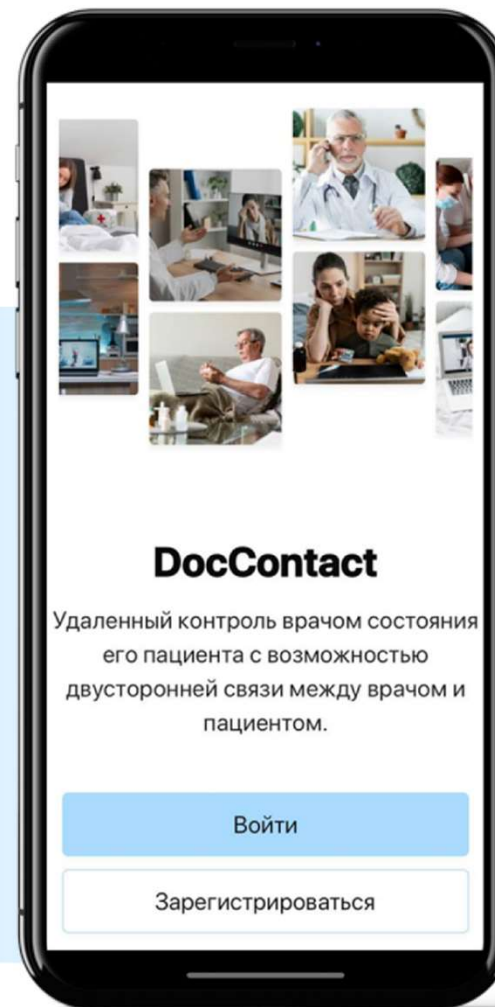 DocContact
Удаленный контроль врачом состояния
его пациента с возможностью
двусторонней связи между врачом и
пациентом.
Войти
Зарегистрироваться